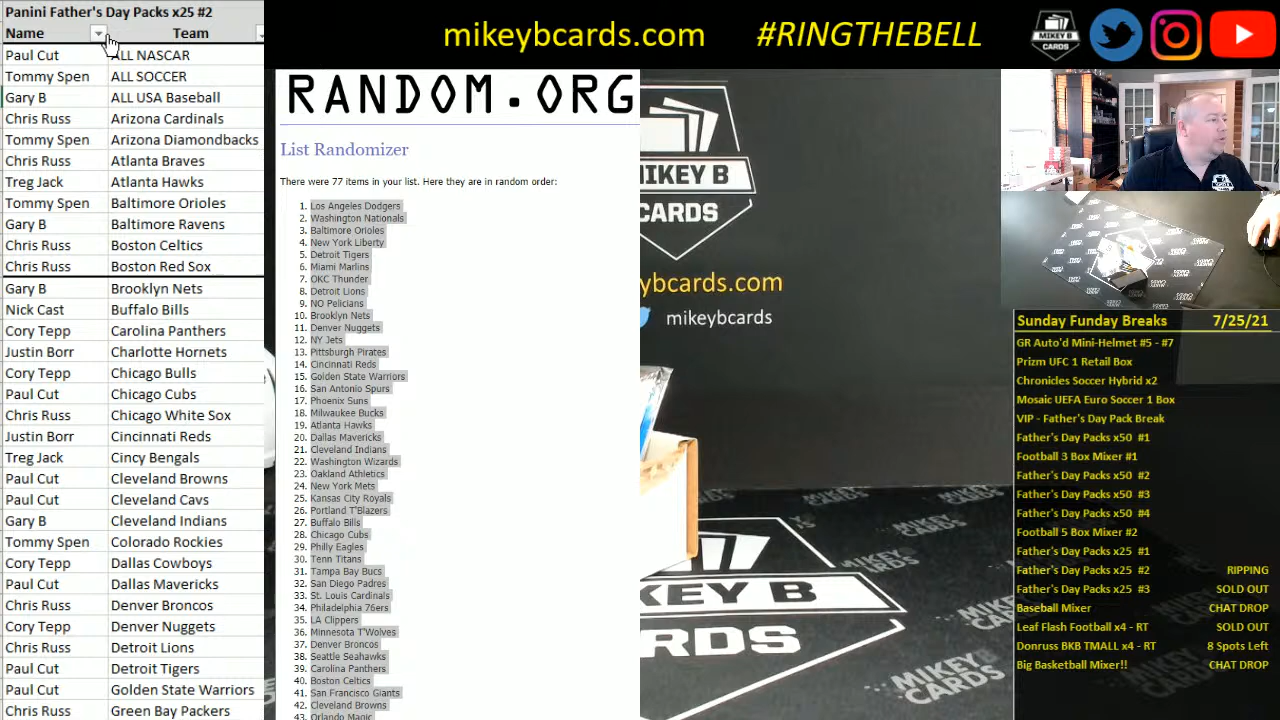 Panini Father's Day Packs x25 #2
Name Team
Paul Cut ALL NASCAR
Tommy Spen ALL SOCCER
Gary B ALL USA Baseball
Chris Russ Arizona Cardinals
Tommy Spen Arizona Diamondbacks
Chris Russ Atlanta Braves
Treg Jack Atlanta Hawks
Tommy Spen Baltimore Orioles
Gary B Baltimore Ravens
Chris Russ Boston Celtics
Chris Russ Boston Red Sox
Gary B Brooklyn Nets
Nick Cast Buffalo Bills
Cory Tepp Carolina Panthers
Justin Borr Charlotte Hornets
Cory Tepp Chicago Bulls
Paul Cut Chicago Cubs
Chris Russ Chicago White Sox
Justin Borr Cincinnati Reds
Treg Jack Cincy Bengals
Paul Cut Cleveland Browns
Paul Cut Cleveland Cavs
Gary B Cleveland Indians
Tommy Spen Colorado Rockies
Cory Tepp Dallas Cowboys
Paul Cut Dallas Mavericks
Chris Russ Denver Broncos
Cory Tepp Denver Nuggets
Chris Russ Detroit Lions
Paul Cut Detroit Tigers
Paul Cut Golden State Warriors
Chris Russ Green Bay Packers
RANDOM.ORG
List Randomizer
There were 77 items in your list. Here they are in random order:
1. Los Angeles Dodgers
2. Washington Nationals
3. Baltimore Orioles
4. New York Liberty
5. Detroit Tigers
6. Miami Marlins
7. OKC Thunder
8. Detroit Lions
9. NO Pelicians
10. Brooklyn Nets
11. Denver Nuggets
12. NY Jets
13. Pittsburgh Pirates
14. Cincinnati Reds
15. Golden State Warriors
16. San Antonio Spurs
17. Phoenix Suns
18. Milwaukee Bucks
19. Atlanta Hawks
20. Dallas Mavericks
21. Cleveland Indians
22. Washington Wizards
23. Oakland Athletics
24. New York Mets
25. Kansas City Royals
26. Portland T'Blazers
27. Buffalo Bills
28. Chicago Cubs
29. Philly Eagles
30. Tenn Titans
31. Tampa Bay Bucs
32. San Diego Padres
33. St. Louis Cardinals
34. Philadelphia 76ers
35. LA Clippers
36. Minnesota T'Wolves
37. Denver Broncos
38. Seattle Seahawks
39. Carolina Panthers
40. Boston Celtics
41. San Francisco Giants
42. Cleveland Browns
43. Orlando Magic
mikeybcards.com #RINGTHEBELL
MIKEY B
CARDS
IKEY B
CARDS
ybcards.com
mikeybcards
KEY B
RDS
MIKEY
CARDS
Sunday Funday Breaks 7/25/21
GR Auto'd Mini-Helmet #5 - #7
Prizm UFC 1 Retail Box
Chronicles Soccer Hybrid x2
Mosaic UEFA Euro Soccer 1 Box
VIP - Father's Day Pack Break
Father's Day Packs x50 #1
Football 3 Box Mixer #1
Father's Day Packs x50 #2
Father's Day Packs x50 #3
Father's Day Packs x50 #4
Football 5 Box Mixer #2
Father's Day Packs x25 #1
Father's Day Packs x25 #2 RIPPING
Father's Day Packs x25 #3 SOLD OUT
Baseball Mixer CHAT DROP
Leaf Flash Football x4 - RT SOLD OUT
Donruss BKB TMALL x4 - RT 8 Spots Left
Big Basketball Mixer!! CHAT DROP